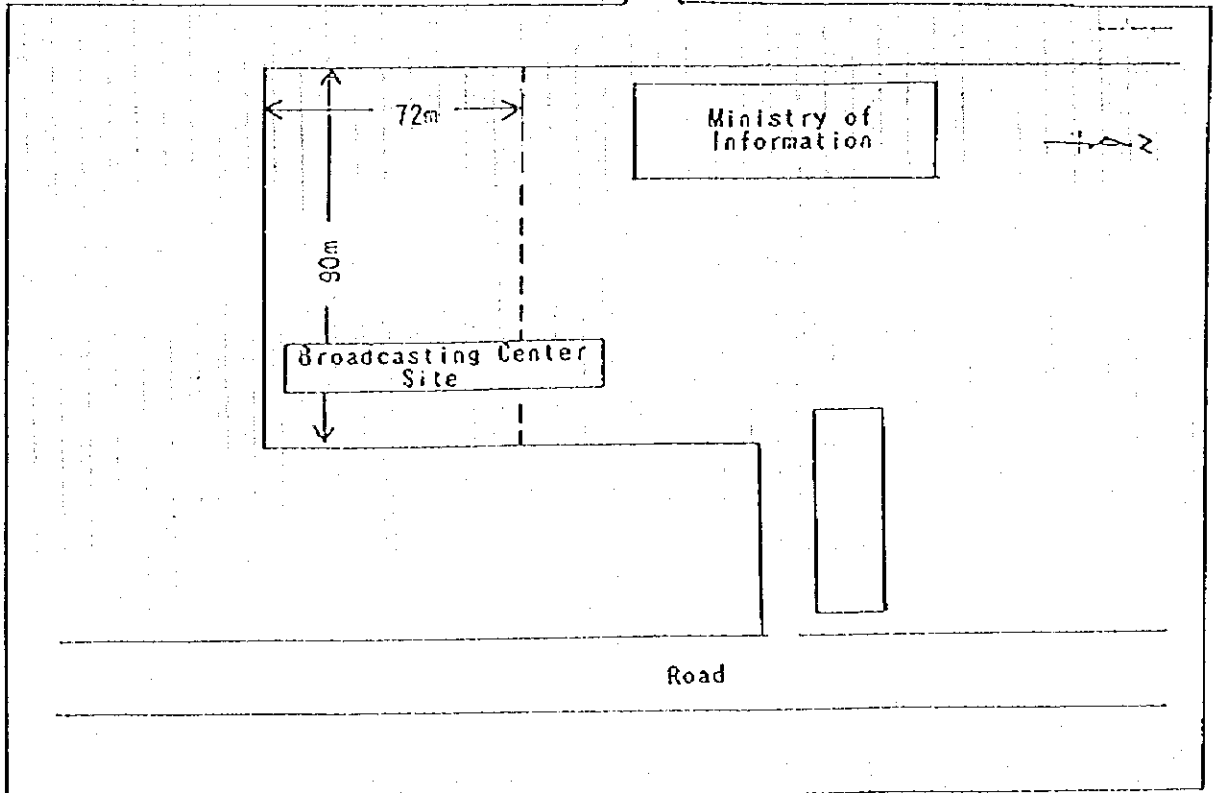 72m
Ministry of
Information
N
90m
Broadcasting Center
Site
Road